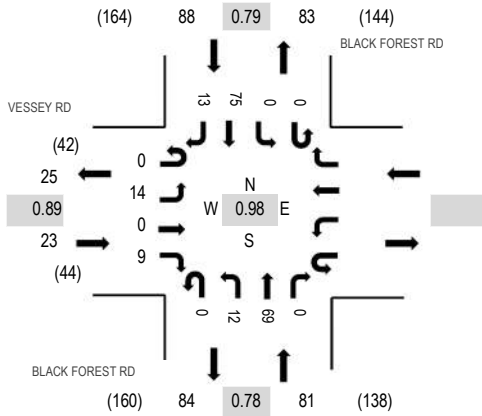 (164) 88 0.79 83 (144)
BLACK FOREST RD
13 75 0 0
VESSEY RD
(42)
0
25
14
N
0.89
W 0.98 E
0
23
S
9
(44)
0 12 69 0
BLACK FOREST RD
(160) 84 0.78 81 (138)